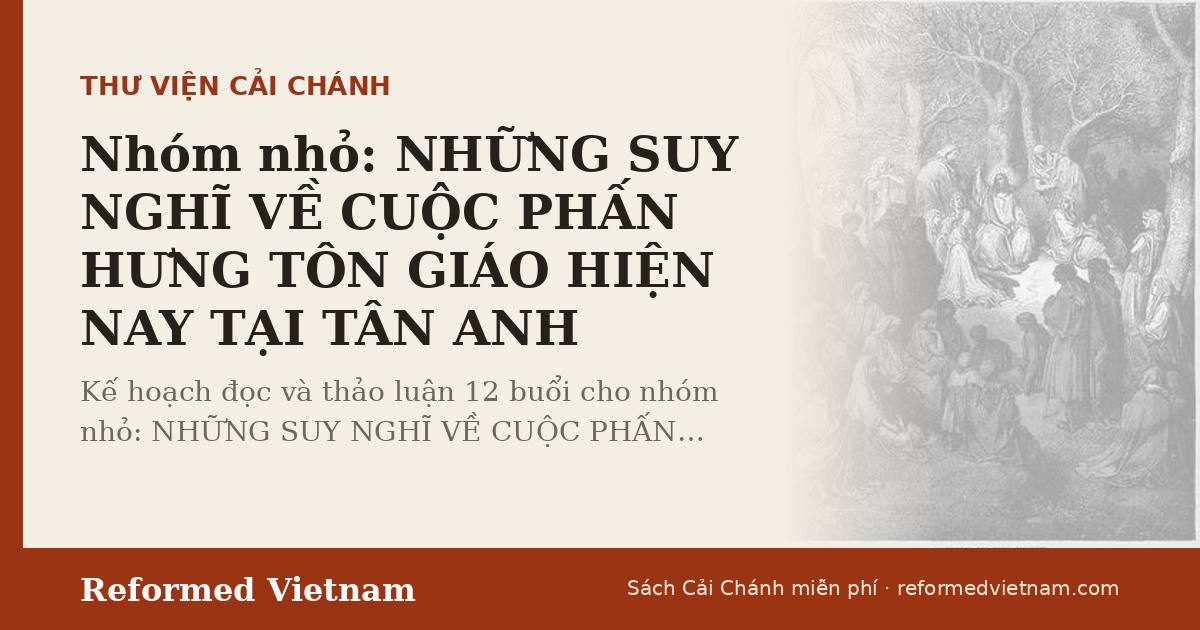 THƯ VIỆN CẢI CHÁNH
Nhóm nhỏ: NHỮNG SUY
NGHĨ VỀ CUỘC PHẤN
HƯNG TÔN GIÁO HIỆN
NAY TẠI TÂN ANH
Kế hoạch đọc và thảo luận 12 buổi cho nhóm
nhỏ: NHỮNG SUY NGHĨ VỀ CUỘC PHẤN...
Reformed Vietnam
Sách Cải Chánh miễn phí · reformedvietnam.com